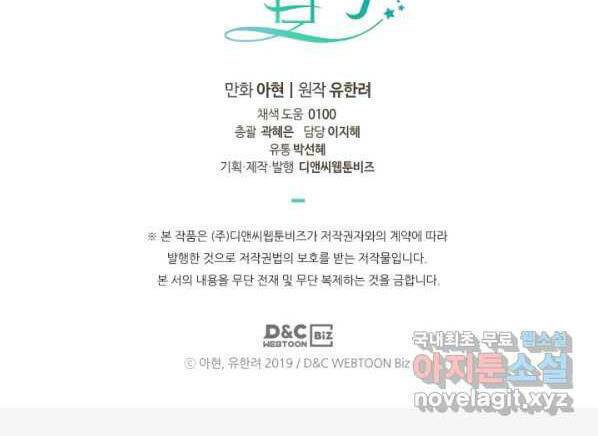 만화 아현 | 원작 유한려
채색 도움 0100
총괄 곽혜은 담당 이지혜
유통 박선혜
기획·제작·발행 디앤씨웹툰비즈
※ 본 작품은 (주)디앤씨웹툰비즈가 저작권자와의 계약에 따라
발행한 것으로 저작권법의 보호를 받는 저작물입니다.
본 서의 내용을 무단 전재 및 무단 복제하는 것을 금합니다.
D&C
WEBTOON Biz
ⓒ 아현, 유한려 2019 / D&C WEBTOON Biz
국내최초 무료 웹소설
아지툰소설
novelagit.xyz